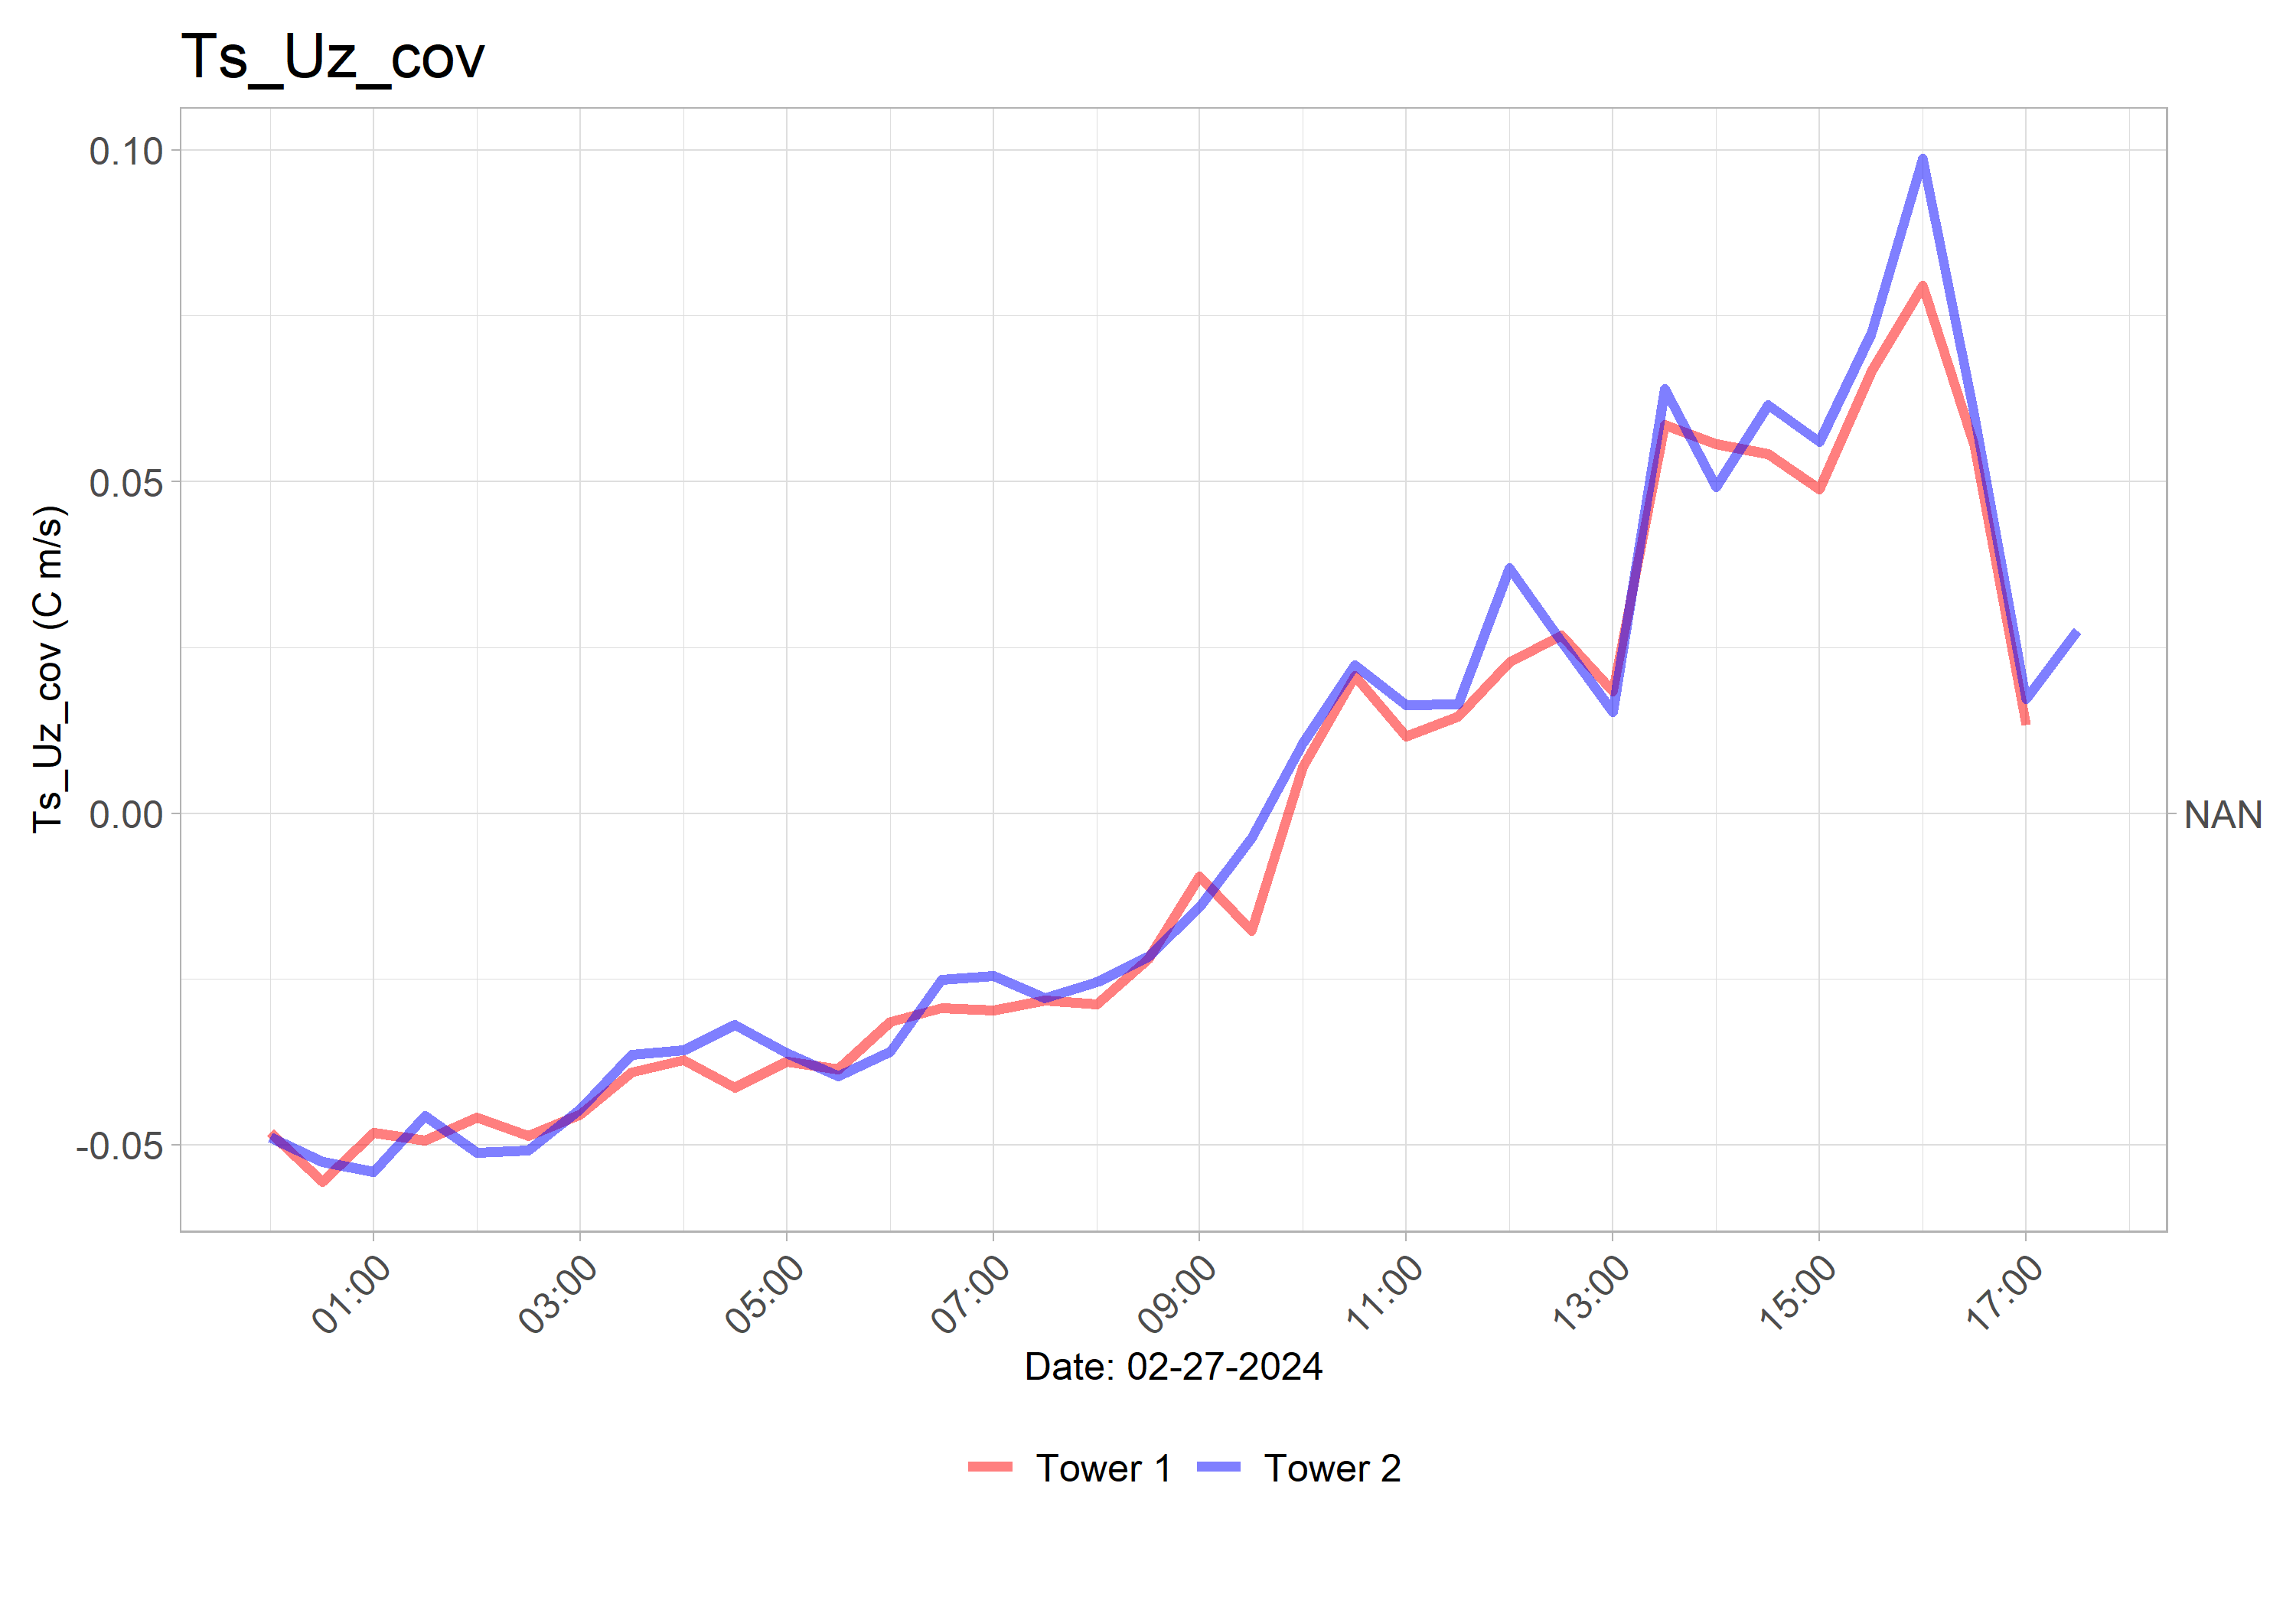 Ts_Uz_cov
0.10
0.05
0.00
-0.05
Ts_Uz_cov (C m/s)
NAN
01:00
03:00
05:00
07:00
09:00
11:00
13:00
15:00
17:00
Date: 02-27-2024
Tower 1
Tower 2